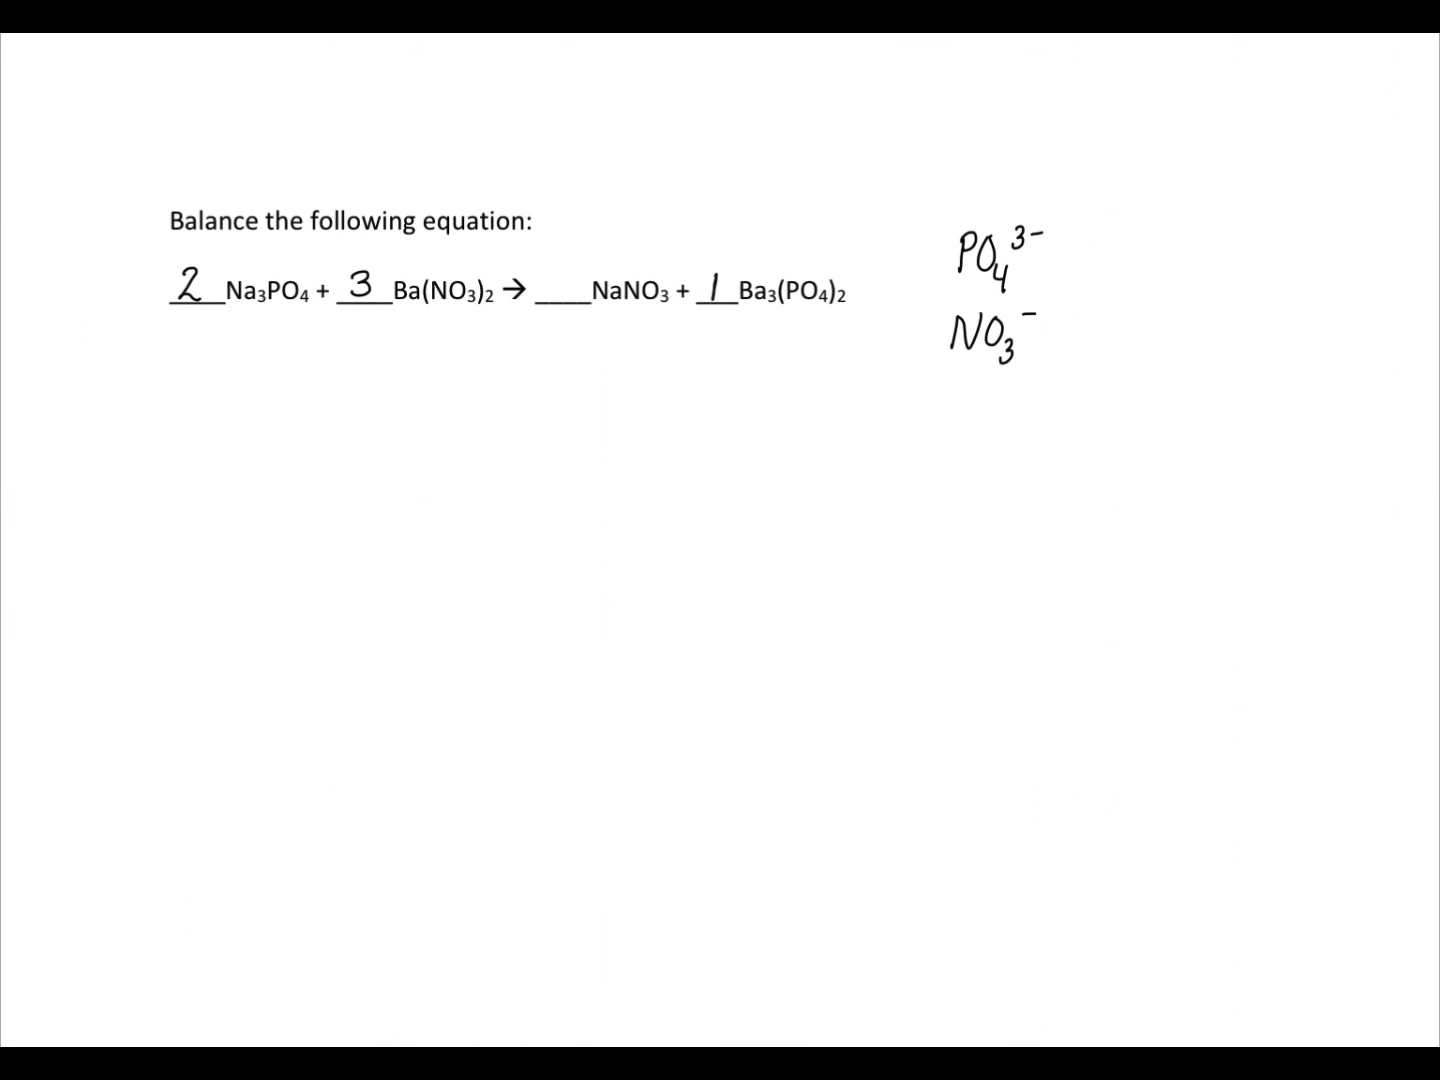 Balance the following equation:
2 Na₃PO₄ + 3 Ba(NO₃)₂ → ____NaNO₃ + 1 Ba₃(PO₄)₂
PO₄³⁻
NO₃⁻